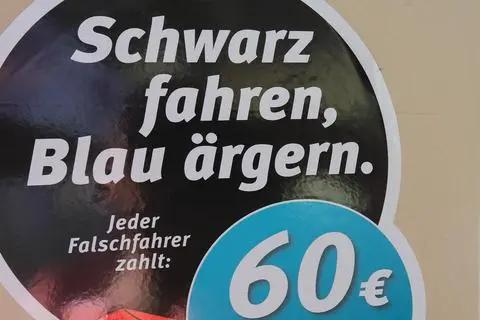 Schwarz
fahren,
Blau ärgern.
Jeder
Falschfahrer
zahlt:
60€